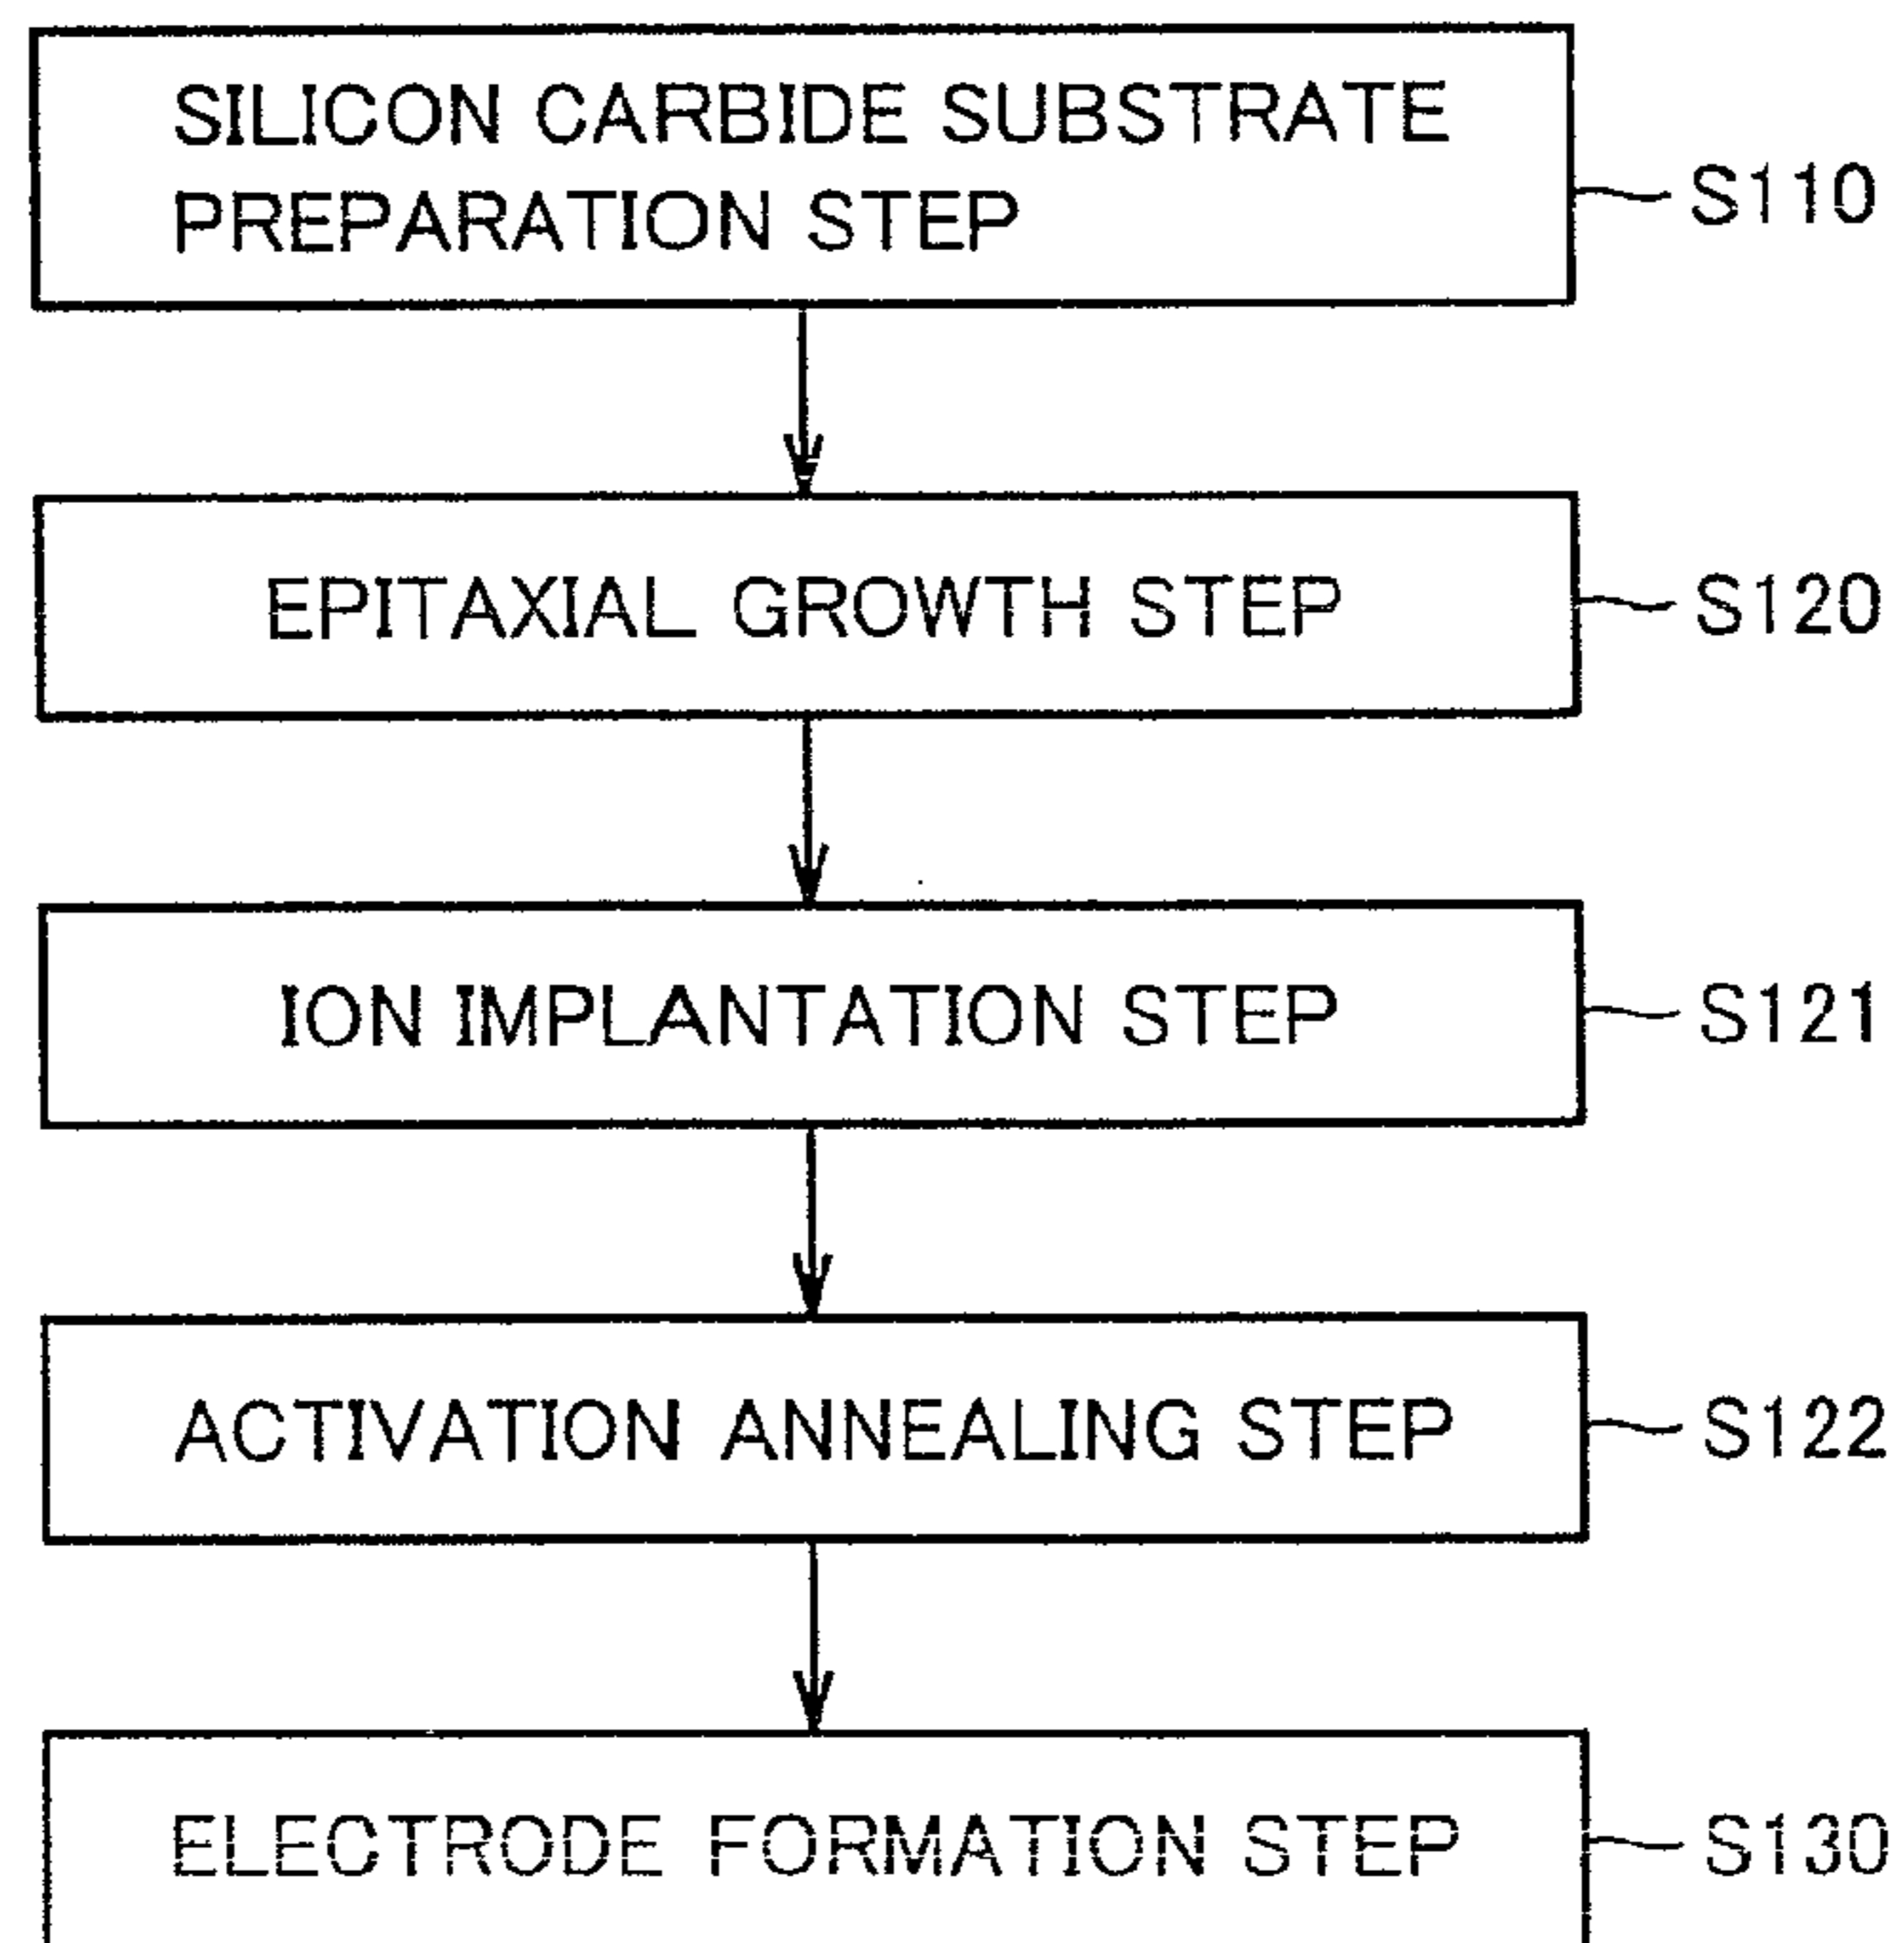 SILICON CARBIDE SUBSTRATE
PREPARATION STEP
S110
EPITAXIAL GROWTH STEP
S120
ION IMPLANTATION STEP
S121
ACTIVATION ANNEALING STEP
S122
ELECTRODE FORMATION STEP
S130